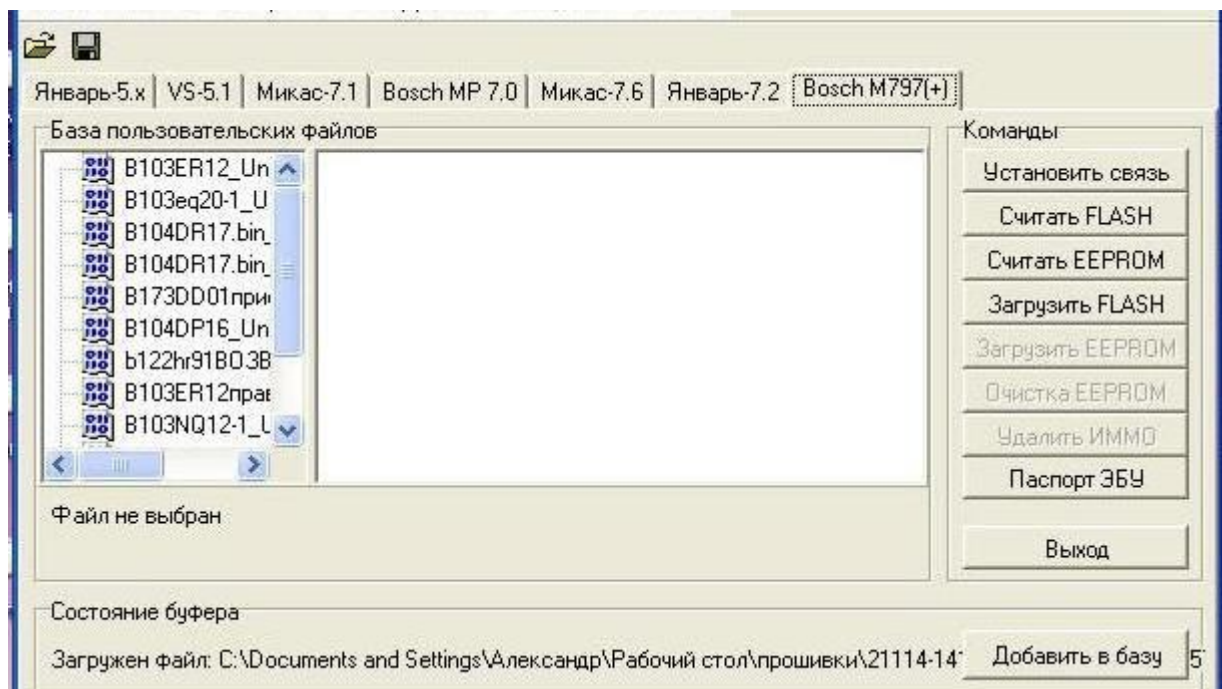 Январь-5.x VS-5.1 Микас-7.1 Bosch MP 7.0 Микас-7.6 Январь-7.2 Bosch M797(+)
База пользовательских файлов
B103ER12_Un
B103eq20-1_U
B104DR17.bin_
B104DR17.bin_
B173DD01при
B104DP16_Un
b122hr91ВОЗВ
B103ER12прав
B103NQ12-1_U
Файл не выбран
Команды
Установить связь
Считать FLASH
Считать EEPROM
Загрузить FLASH
Загрузить EEPROM
Очистка EEPROM
Удалить ИММО
Паспорт ЭБУ
Выход
Состояние буфера
Загружен файл: C:\Documents and Settings\Александр\Рабочий стол\прошивки\21114-14
Добавить в базу